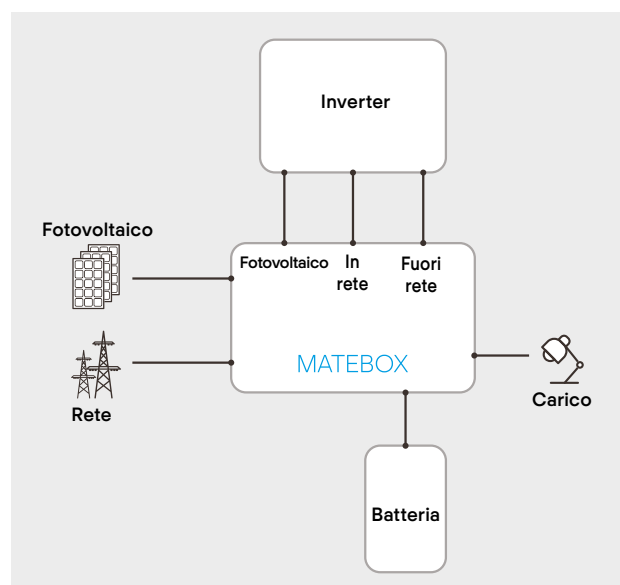 Inverter
Fotovoltaico
Fotovoltaico
In
rete
Fuori
rete
MATEBOX
Rete
Carico
Batteria